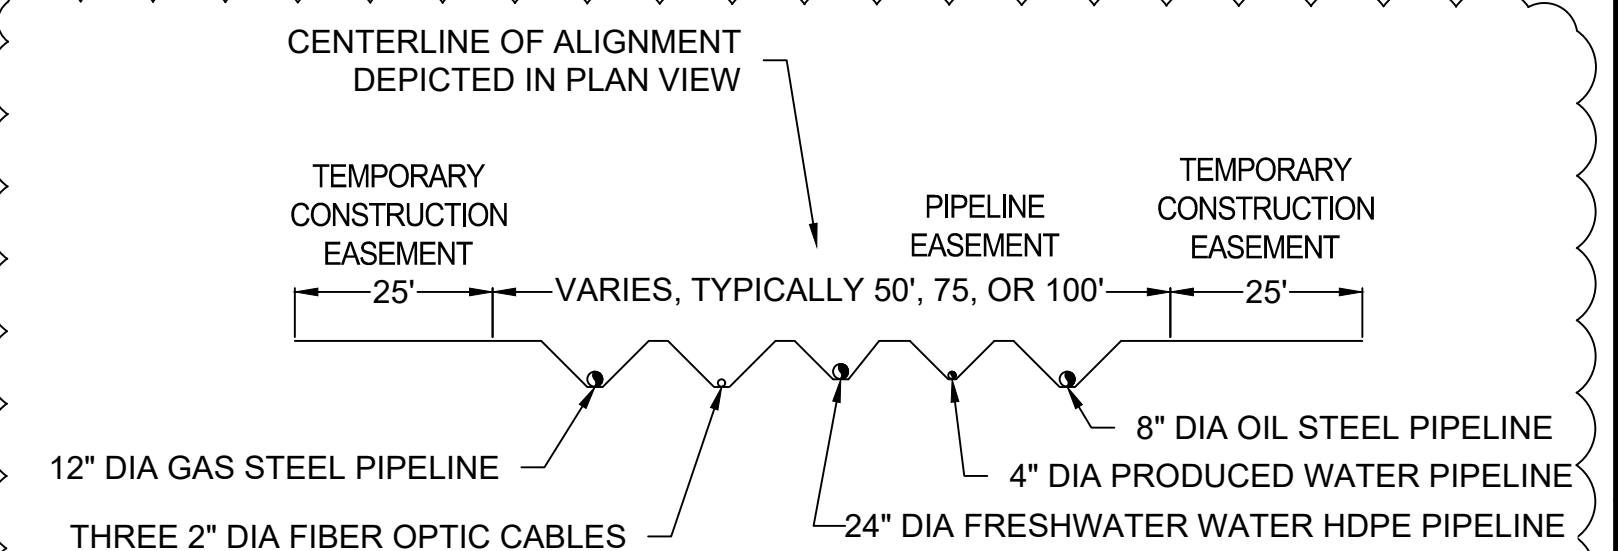 CENTERLINE OF ALIGNMENT
DEPICTED IN PLAN VIEW
TEMPORARY
CONSTRUCTION
EASEMENT
PIPELINE
EASEMENT
TEMPORARY
CONSTRUCTION
EASEMENT
25'
VARIES, TYPICALLY 50', 75, OR 100'
25'
8" DIA OIL STEEL PIPELINE
12" DIA GAS STEEL PIPELINE
4" DIA PRODUCED WATER PIPELINE
THREE 2" DIA FIBER OPTIC CABLES
24" DIA FRESHWATER WATER HDPE PIPELINE